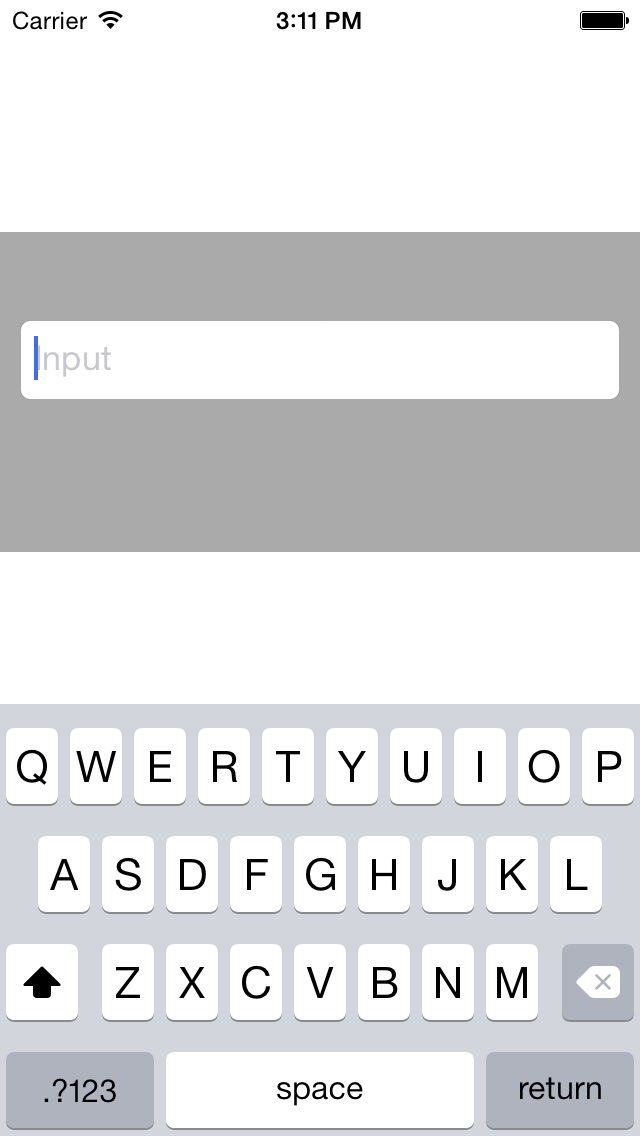 Carrier 3:11 PM
Input
Q W E R T Y U I O P
A S D F G H J K L
Z X C V B N M
.?123 space return